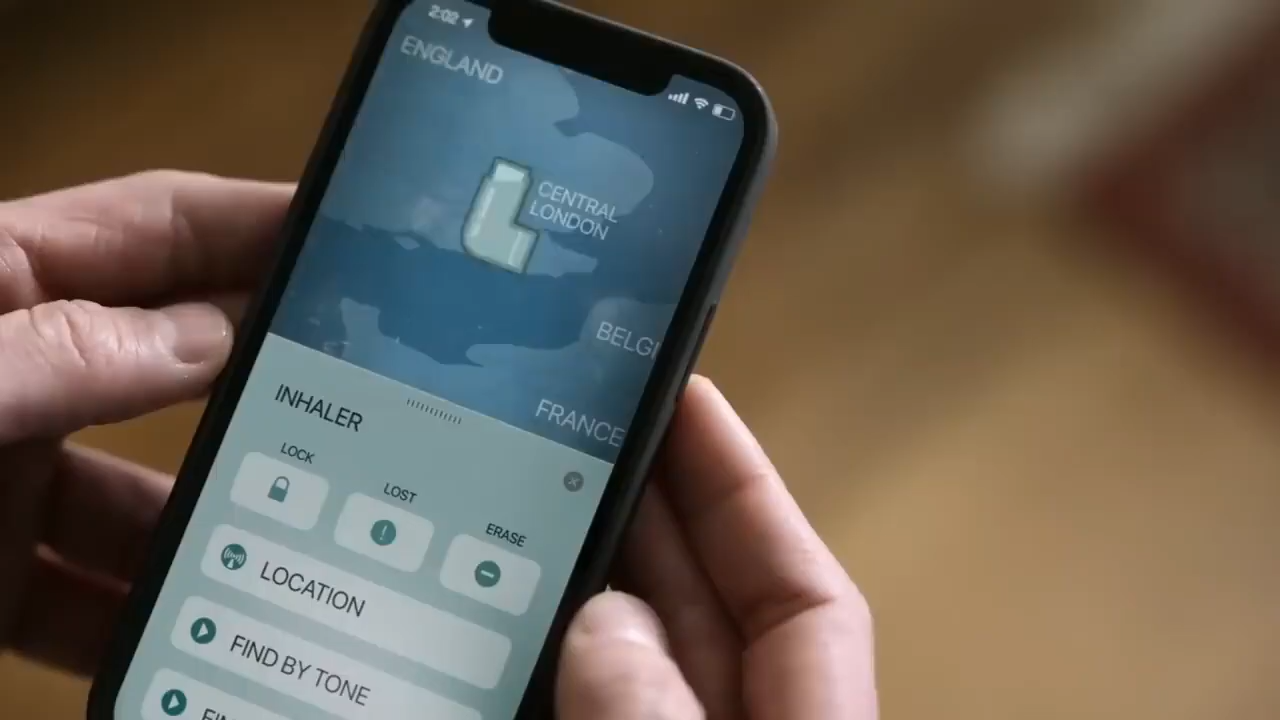 2:02
ENGLAND
CENTRAL
LONDON
BELGI
FRANCE
INHALER
LOCK
LOST
ERASE
LOCATION
FIND BY TONE